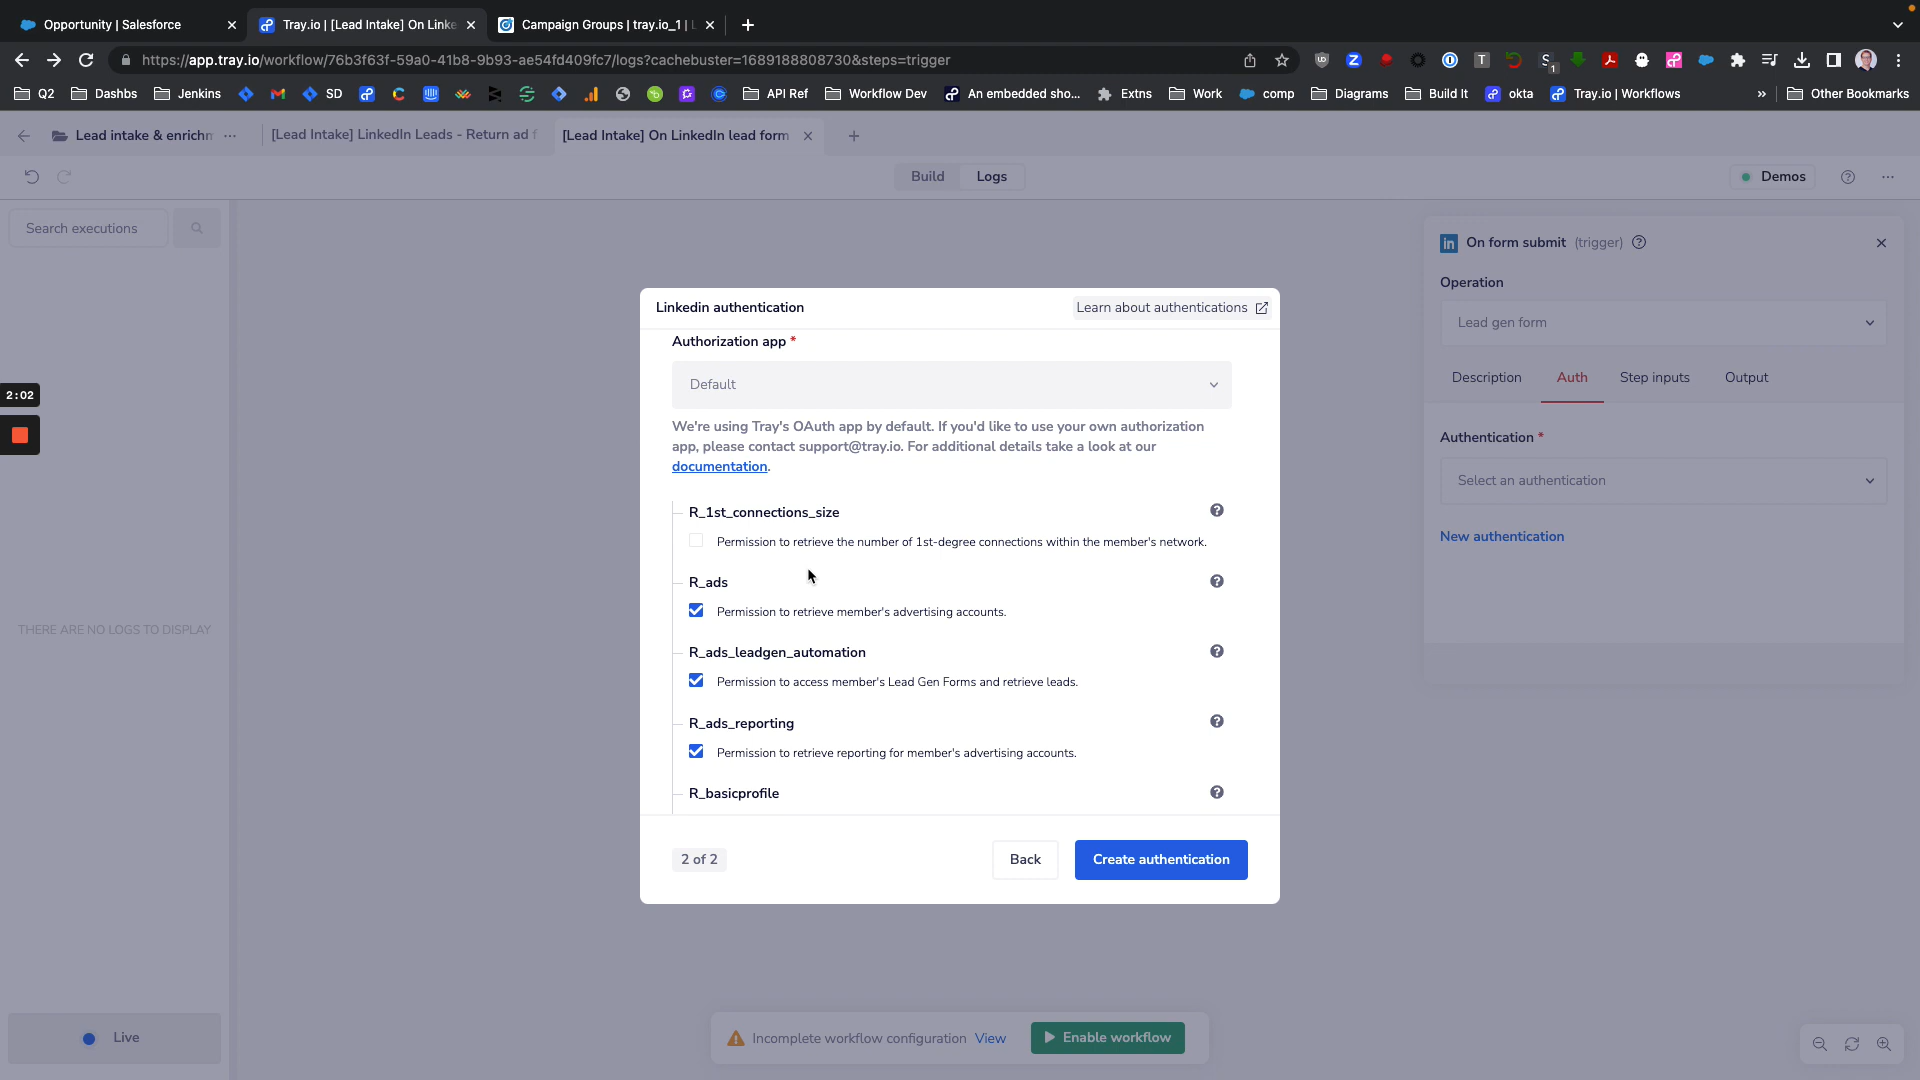 Opportunity | Salesforce
Tray.io | [Lead Intake] On Linke
Campaign Groups | tray.io_1 | L
https://app.tray.io/workflow/76b3f63f-59a0-41b8-9b93-ae54fd409fc7/logs?cachebuster=1689188808730&steps=trigger
Q2
Dashbs
Jenkins
SD
API Ref
Workflow Dev
An embedded sho...
Extns
Work
comp
Diagrams
Build It
okta
Tray.io | Workflows
»
Other Bookmarks
Lead intake & enrichm
[Lead Intake] LinkedIn Leads - Return ad f
[Lead Intake] On LinkedIn lead form
Build
Logs
Demos
Search executions
2:02
THERE ARE NO LOGS TO DISPLAY
Live
On form submit (trigger)
Operation
Lead gen form
Description
Auth
Step inputs
Output
Authentication *
Select an authentication
New authentication
Linkedin authentication
Learn about authentications
Authorization app *
Default
We're using Tray's OAuth app by default. If you'd like to use your own authorization
app, please contact support@tray.io. For additional details take a look at our
documentation.
R_1st_connections_size
Permission to retrieve the number of 1st-degree connections within the member's network.
R_ads
Permission to retrieve member's advertising accounts.
R_ads_leadgen_automation
Permission to access member's Lead Gen Forms and retrieve leads.
R_ads_reporting
Permission to retrieve reporting for member's advertising accounts.
R_basicprofile
2 of 2
Back
Create authentication
Incomplete workflow configuration View
Enable workflow